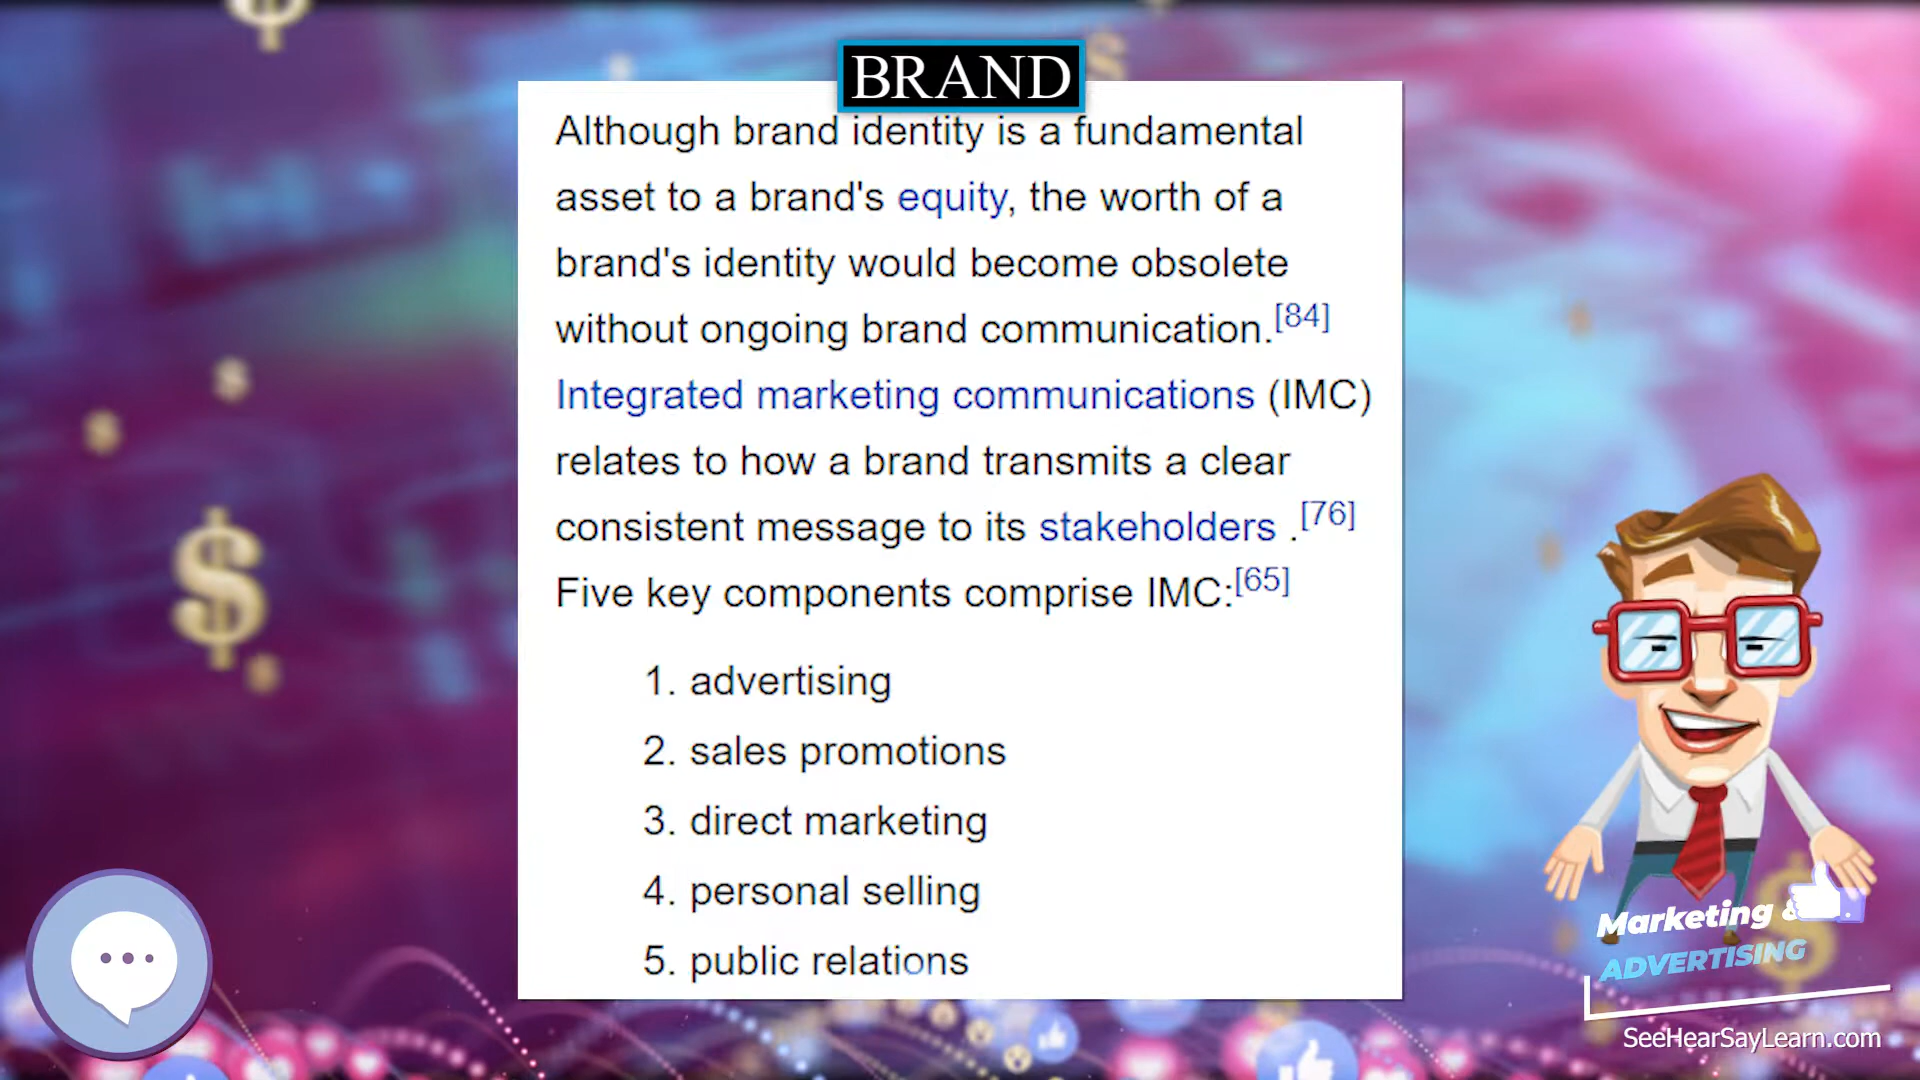 BRAND
Although brand identity is a fundamental
asset to a brand's equity, the worth of a
brand's identity would become obsolete
without ongoing brand communication.[84]
Integrated marketing communications (IMC)
relates to how a brand transmits a clear
consistent message to its stakeholders .[76]
Five key components comprise IMC:[65]
1. advertising
2. sales promotions
3. direct marketing
4. personal selling
5. public relations
Marketing &
ADVERTISING
SeeHearSayLearn.com